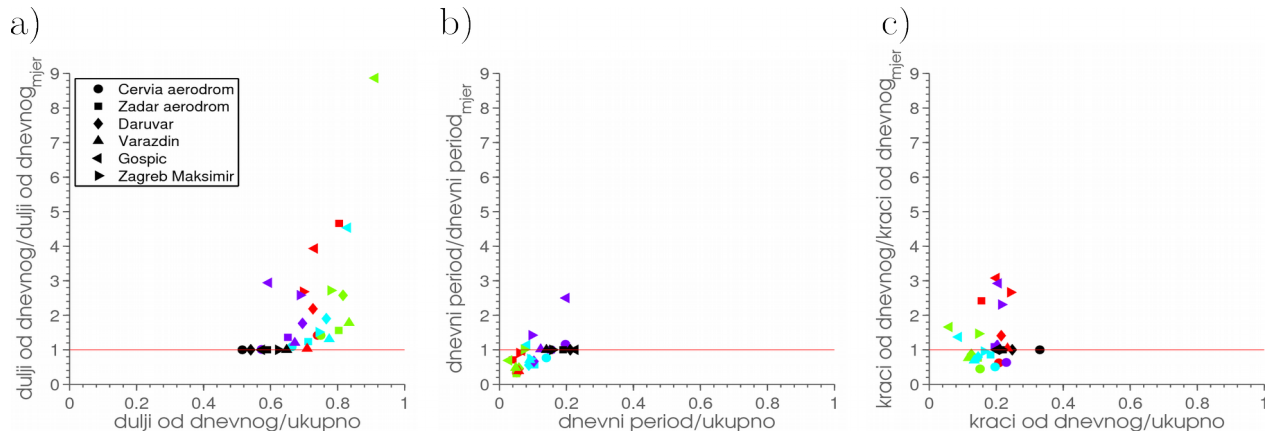 a)
b)
c)
dulji od dnevnog/dulji od dnevnog_mjer
9
8
7
6
5
4
3
2
1
0
Cervia aerodrom
Zadar aerodrom
Daruvar
Varazdin
Gospic
Zagreb Maksimir
0 0.2 0.4 0.6 0.8 1
dulji od dnevnog/ukupno
dnevni period/dnevni period_mjer
9
8
7
6
5
4
3
2
1
0
0 0.2 0.4 0.6 0.8 1
dnevni period/ukupno
kraci od dnevnog/kraci od dnevnog_mjer
9
8
7
6
5
4
3
2
1
0
0 0.2 0.4 0.6 0.8 1
kraci od dnevnog/ukupno